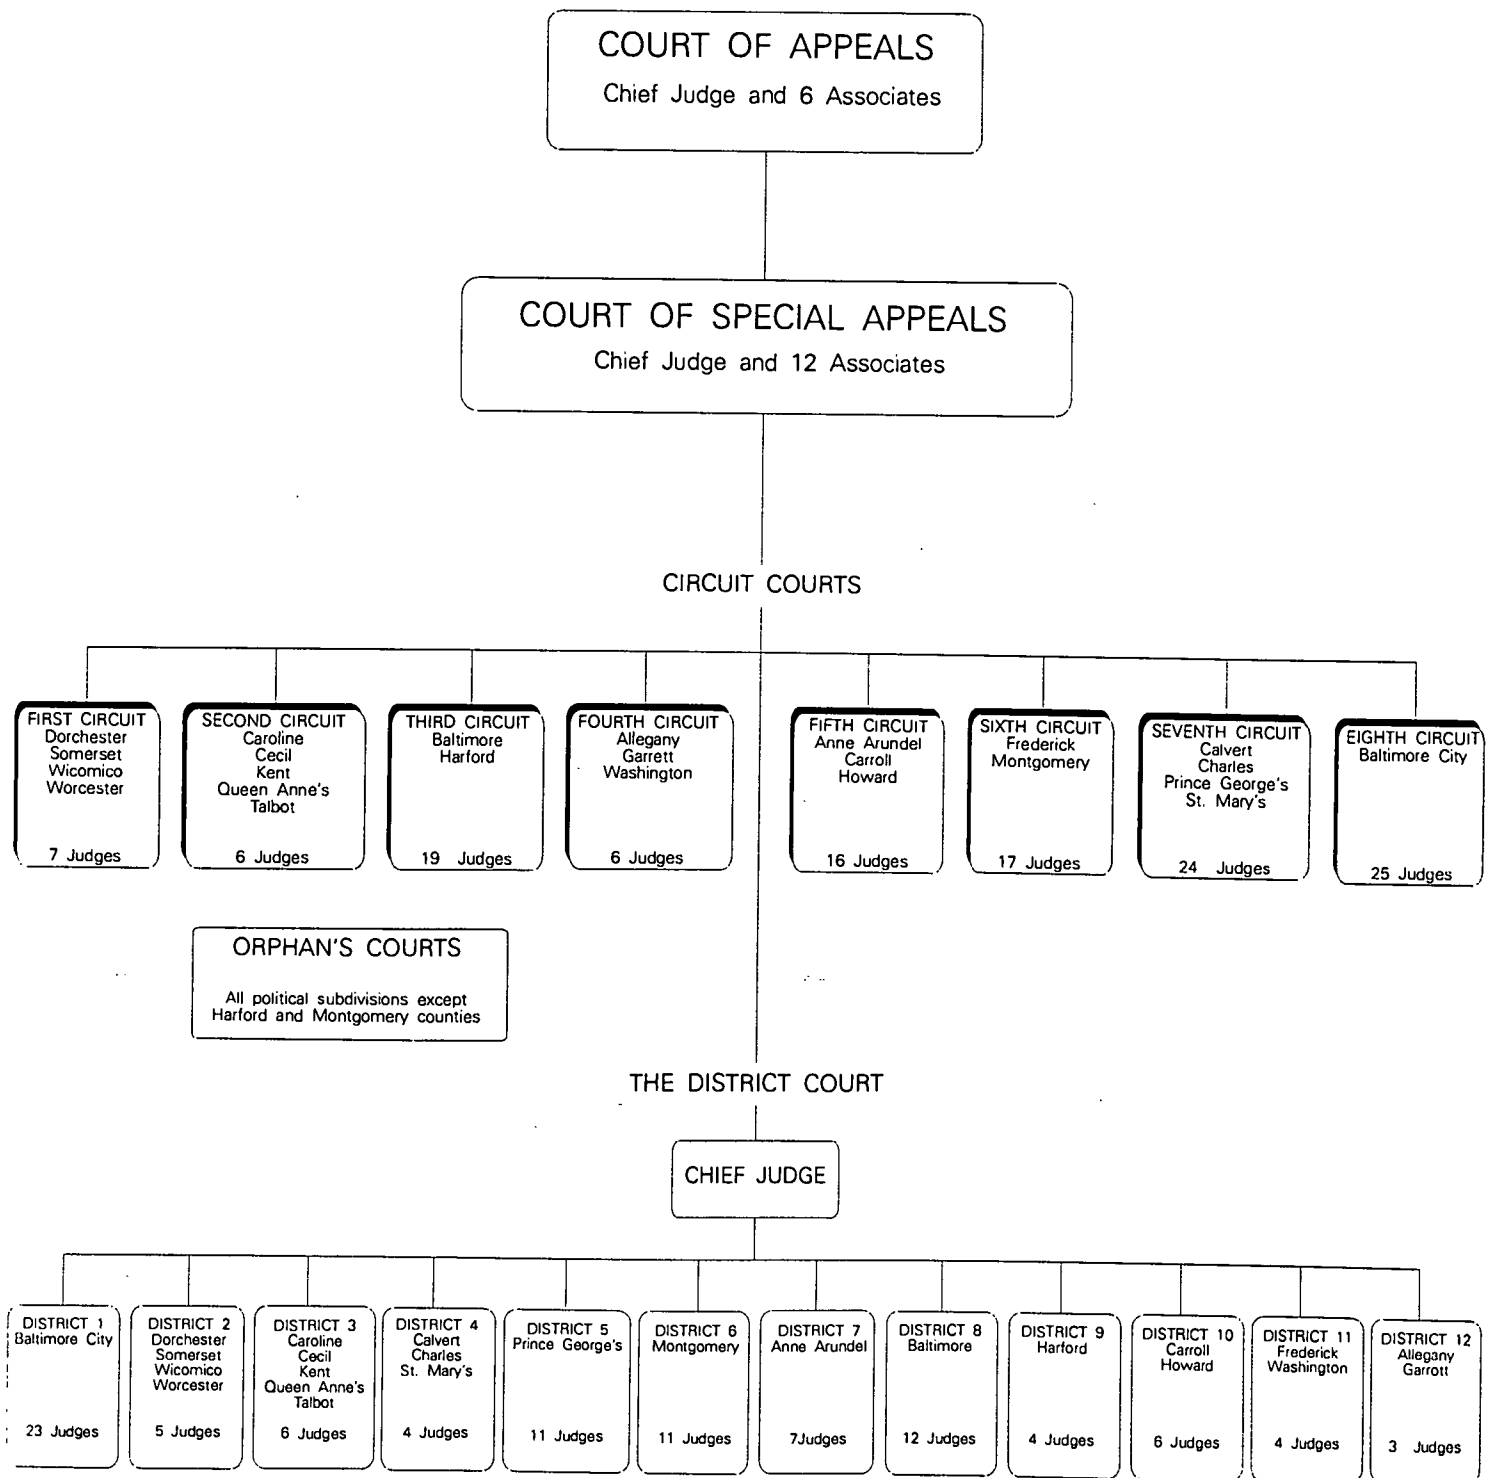 COURT OF APPEALS
Chief Judge and 6 Associates
COURT OF SPECIAL APPEALS
Chief Judge and 12 Associates
CIRCUIT COURTS
FIRST CIRCUIT
Dorchester
Somerset
Wicomico
Worcester
7 Judges
SECOND CIRCUIT
Caroline
Cecil
Kent
Queen Anne's
Talbot
6 Judges
THIRD CIRCUIT
Baltimore
Harford
19 Judges
FOURTH CIRCUIT
Allegany
Garrett
Washington
6 Judges
FIFTH CIRCUIT
Anne Arundel
Carroll
Howard
16 Judges
SIXTH CIRCUIT
Frederick
Montgomery
17 Judges
SEVENTH CIRCUIT
Calvert
Charles
Prince George's
St. Mary's
24 Judges
EIGHTH CIRCUIT
Baltimore City
25 Judges
ORPHAN'S COURTS
All political subdivisions except
Harford and Montgomery counties
THE DISTRICT COURT
CHIEF JUDGE
DISTRICT 1
Baltimore City
23 Judges
DISTRICT 2
Dorchester
Somerset
Wicomico
Worcester
5 Judges
DISTRICT 3
Caroline
Cecil
Kent
Queen Anne's
Talbot
6 Judges
DISTRICT 4
Calvert
Charles
St. Mary's
4 Judges
DISTRICT 5
Prince George's
11 Judges
DISTRICT 6
Montgomery
11 Judges
DISTRICT 7
Anne Arundel
7Judges
DISTRICT 8
Baltimore
12 Judges
DISTRICT 9
Harford
4 Judges
DISTRICT 10
Carroll
Howard
6 Judges
DISTRICT 11
Frederick
Washington
4 Judges
DISTRICT 12
Allegany
Garrott
3 Judges